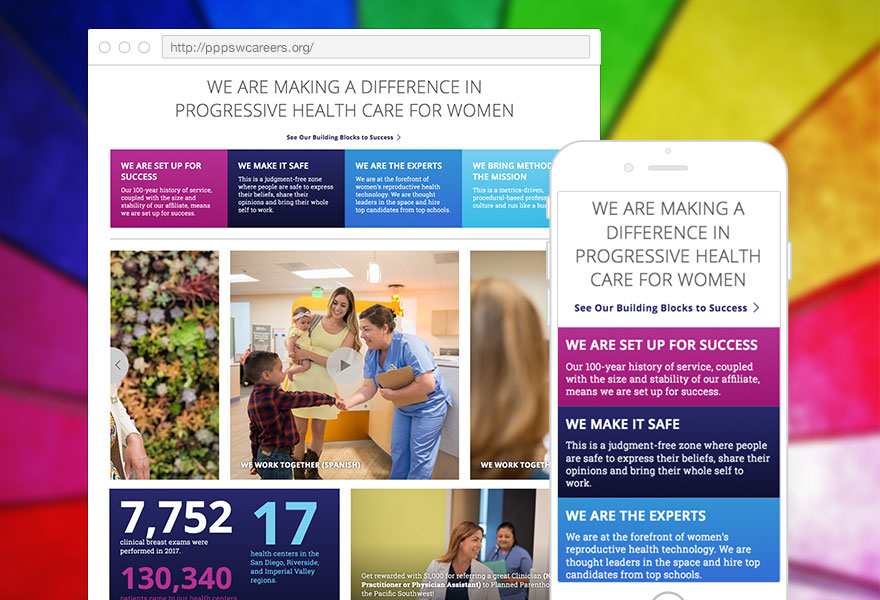 http://pppswcareers.org/
WE ARE MAKING A DIFFERENCE IN
PROGRESSIVE HEALTH CARE FOR WOMEN
See Our Building Blocks to Success
WE ARE SET UP FOR
SUCCESS
Our 100-year history of service,
coupled with the size and
stability of our affiliate, means
we are set up for success.
WE MAKE IT SAFE
This is a judgment-free zone
where people are safe to express
their beliefs, share their
opinions and bring their whole
self to work.
WE ARE THE EXPERTS
We are at the forefront of
women's reproductive health
technology. We are thought
leaders in the space and hire
top candidates from top schools.
WE BRING METHOD
THE MISSION
This is a metrics-driven,
procedural-based profess
culture and run like a bus
WE WORK TOGETHER (SPANISH)
WE WORK TOGETH
7,752
clinical breast exams were
performed in 2017.
130,340
patients came to our health centers
17
health centers in the
San Diego, Riverside,
and Imperial Valley
regions.
Get rewarded with $1,000 for referring a great Clinician (N
Practitioner or Physician Assistant) to Planned Parentho
the Pacific Southwest!
WE ARE MAKING A
DIFFERENCE IN
PROGRESSIVE HEALTH
CARE FOR WOMEN
See Our Building Blocks to Success
WE ARE SET UP FOR SUCCESS
Our 100-year history of service, coupled
with the size and stability of our affiliate,
means we are set up for success.
WE MAKE IT SAFE
This is a judgment-free zone where people
are safe to express their beliefs, share their
opinions and bring their whole self to
work.
WE ARE THE EXPERTS
We are at the forefront of women's
reproductive health technology. We are
thought leaders in the space and hire top
candidates from top schools.